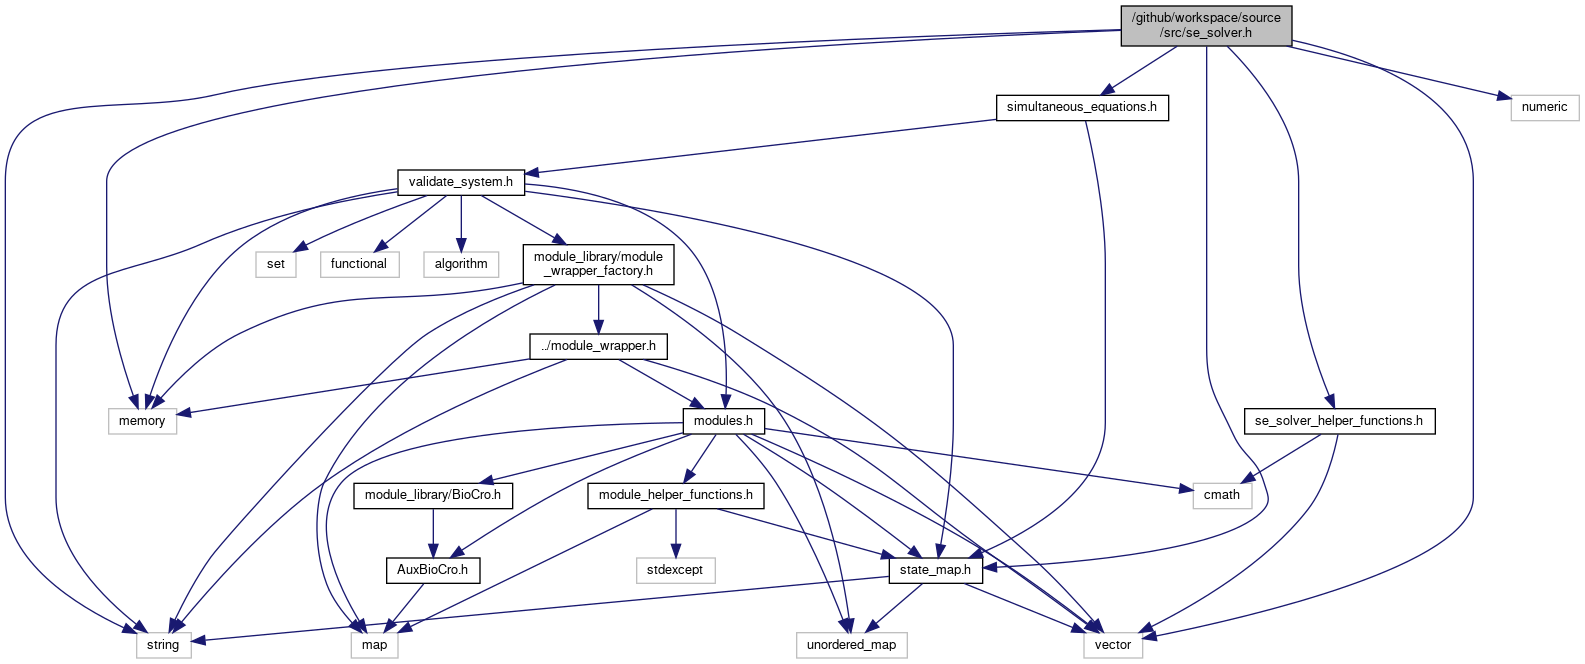 /github/workspace/source
/src/se_solver.h
simultaneous_equations.h
numeric
validate_system.h
set
functional
algorithm
module_library/module
_wrapper_factory.h
../module_wrapper.h
memory
modules.h
se_solver_helper_functions.h
module_library/BioCro.h
module_helper_functions.h
cmath
AuxBioCro.h
stdexcept
state_map.h
string
map
unordered_map
vector